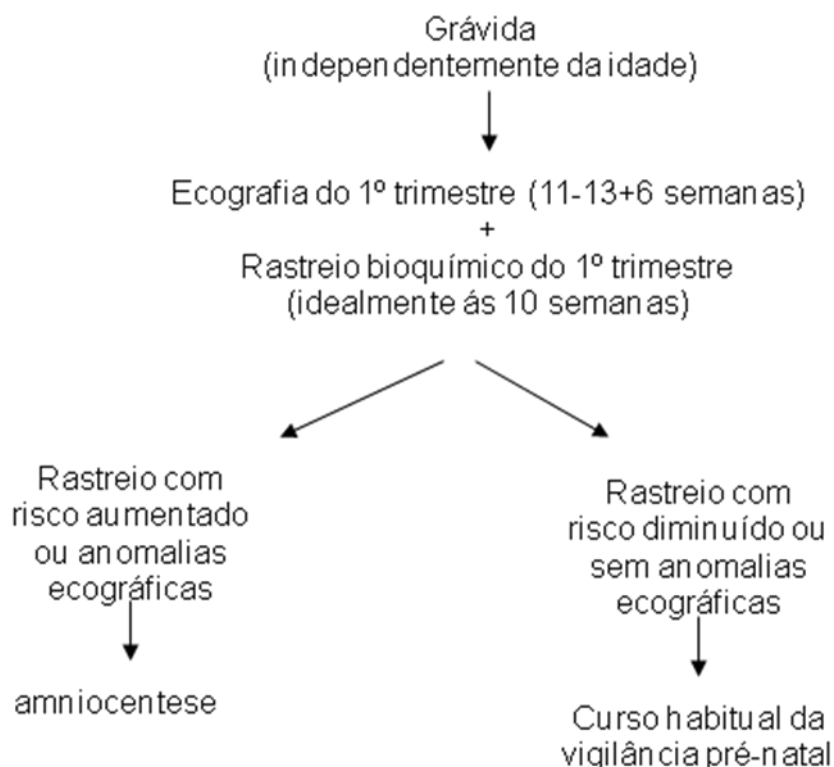 Grávida
(independentemente da idade)
Ecografia do 1º trimestre (11-13+6 semanas)
+
Rastreio bioquímico do 1º trimestre
(idealmente ás 10 semanas)
Rastreio com
risco aumentado
ou anomalias
ecográficas
amniocentese
Rastreio com
risco diminuído ou
sem anomalias
ecográficas
Curso habitual da
vigilância pré-natal